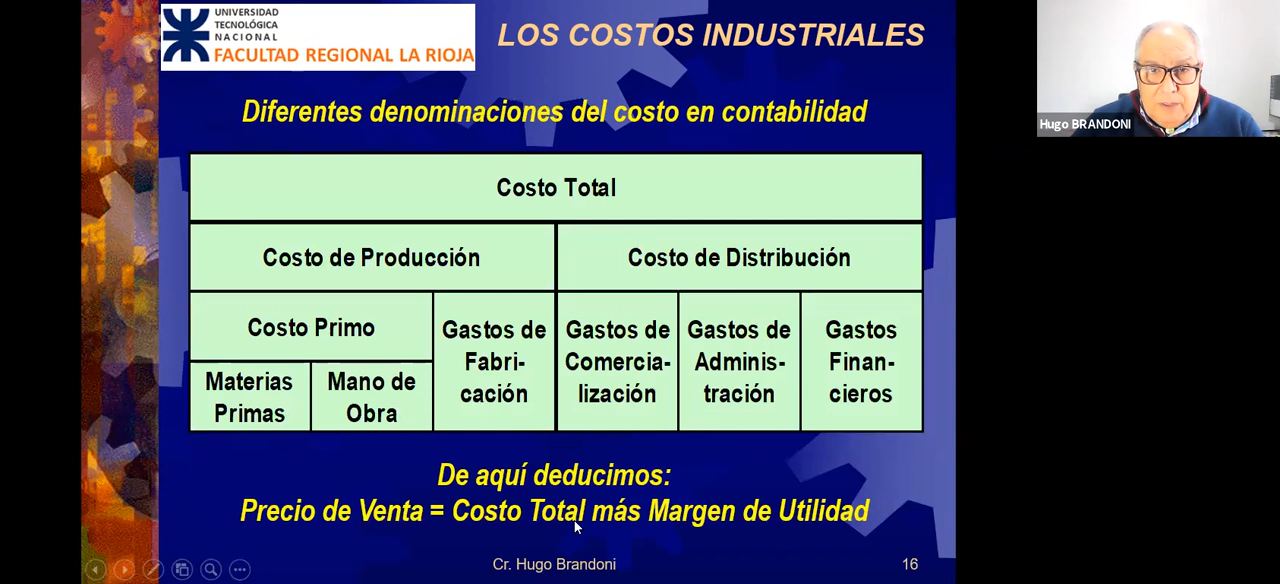 UNIVERSIDAD
TECNOLÓGICA
NACIONAL
FACULTAD REGIONAL LA RIOJA
LOS COSTOS INDUSTRIALES
Hugo BRANDONI
Diferentes denominaciones del costo en contabilidad
Costo Total
Costo de Producción
Costo de Distribución
Costo Primo
Materias
Primas
Mano de
Obra
Gastos de
Fabri-
cación
Gastos de
Comercia-
lización
Gastos de
Adminis-
tración
Gastos
Finan-
cieros
De aquí deducimos:
Precio de Venta = Costo Total más Margen de Utilidad
Cr. Hugo Brandoni
16